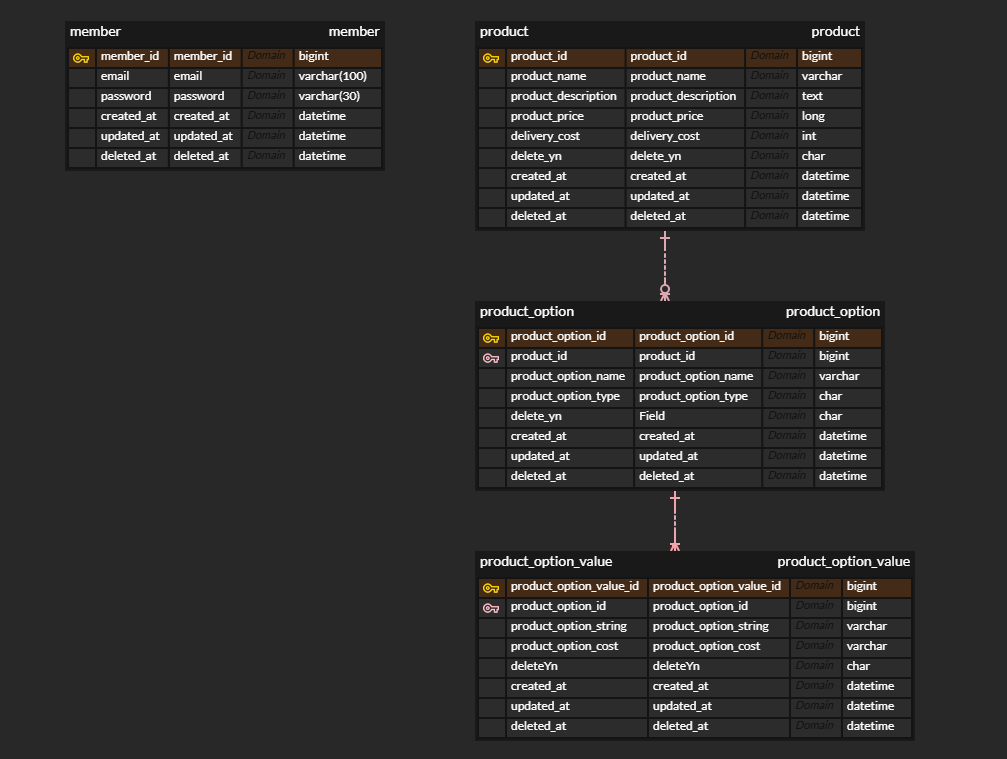 member member
member_id member_id Domain bigint
email email Domain varchar(100)
password password Domain varchar(30)
created_at created_at Domain datetime
updated_at updated_at Domain datetime
deleted_at deleted_at Domain datetime
product product
product_id product_id Domain bigint
product_name product_name Domain varchar
product_description product_description Domain text
product_price product_price Domain long
delivery_cost delivery_cost Domain int
delete_yn delete_yn Domain char
created_at created_at Domain datetime
updated_at updated_at Domain datetime
deleted_at deleted_at Domain datetime
product_option product_option
product_option_id product_option_id Domain bigint
product_id product_id Domain bigint
product_option_name product_option_name Domain varchar
product_option_type product_option_type Domain char
delete_yn Field Domain char
created_at created_at Domain datetime
updated_at updated_at Domain datetime
deleted_at deleted_at Domain datetime
product_option_value product_option_value
product_option_value_id product_option_value_id Domain bigint
product_option_id product_option_id Domain bigint
product_option_string product_option_string Domain varchar
product_option_cost product_option_cost Domain varchar
deleteYn deleteYn Domain char
created_at created_at Domain datetime
updated_at updated_at Domain datetime
deleted_at deleted_at Domain datetime